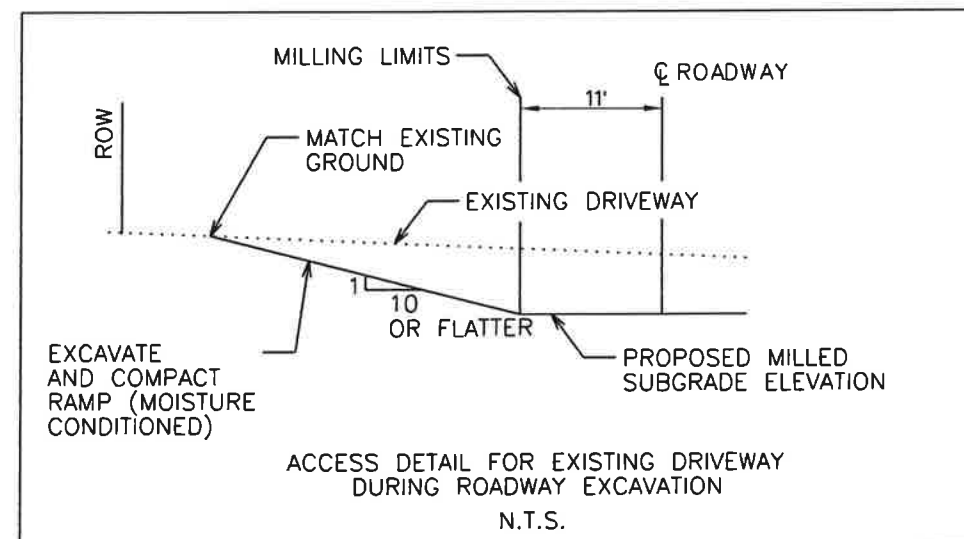 MILLING LIMITS
℄ ROADWAY
11'
ROW
MATCH EXISTING
GROUND
EXISTING DRIVEWAY
1
10
OR FLATTER
EXCAVATE
AND COMPACT
RAMP (MOISTURE
CONDITIONED)
PROPOSED MILLED
SUBGRADE ELEVATION
ACCESS DETAIL FOR EXISTING DRIVEWAY
DURING ROADWAY EXCAVATION
N.T.S.